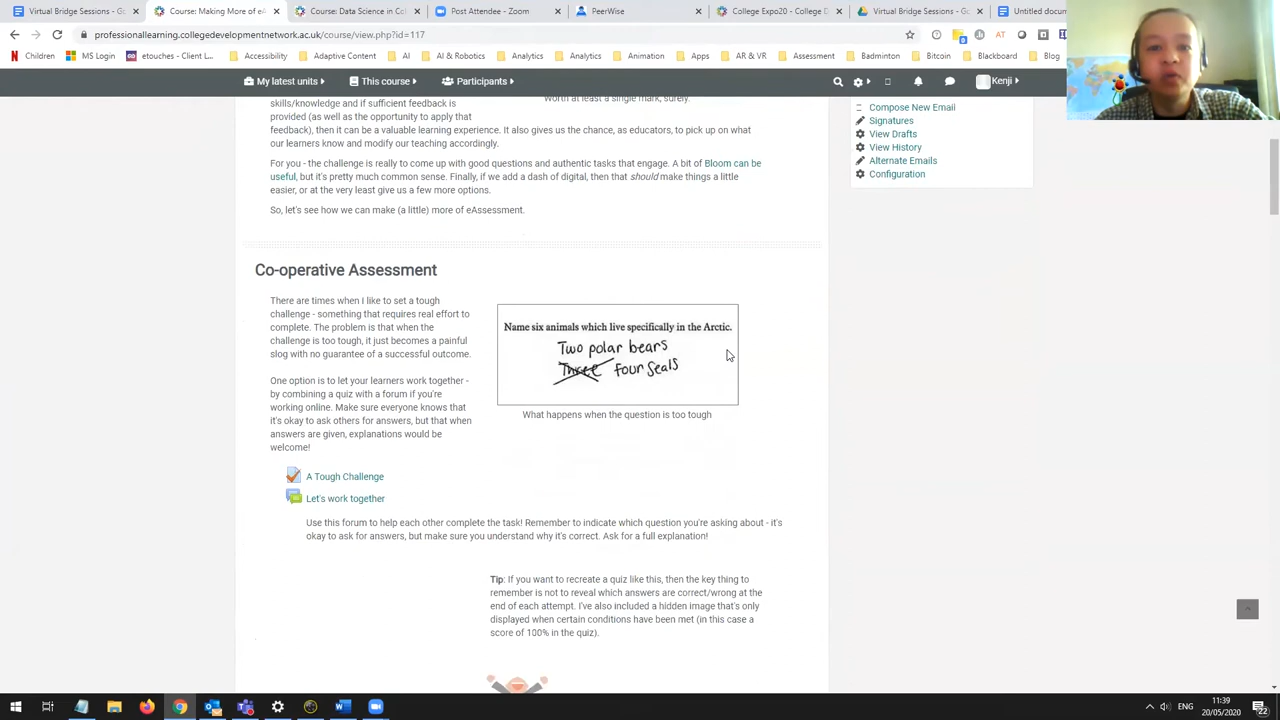 Virtual Bridge Sessions - Go
Course: Making More of eA
Course: Data Science in Col
Post Attendee - Zoom
PeerWise
College Expo20 - College D
Virtual Bridge Sessions - Go
Untitled docum
professionallearning.collegedevelopmentnetwork.ac.uk/course/view.php?id=117
Children
MS Login
etouches - Client L...
Accessibility
Adaptive Content
AI
AI & Robotics
Analytics
Analytics
Animation
Apps
AR & VR
Assessment
Badminton
Bitcoin
Blackboard
Blog
My latest units
This course
Participants
Kenji
skills/knowledge and if sufficient feedback is
provided (as well as the opportunity to apply that
Worth at least a single mark, surely.
feedback), then it can be a valuable learning experience. It also gives us the chance, as educators, to pick up on what
our learners know and modify our teaching accordingly.
For you - the challenge is really to come up with good questions and authentic tasks that engage. A bit of Bloom can be
useful, but it's pretty much common sense. Finally, if we add a dash of digital, then that should make things a little
easier, or at the very least give us a few more options.
So, let's see how we can make (a little) more of eAssessment.
Compose New Email
Signatures
View Drafts
View History
Alternate Emails
Configuration
Co-operative Assessment
There are times when I like to set a tough
challenge - something that requires real effort to
complete. The problem is that when the
challenge is too tough, it just becomes a painful
slog with no guarantee of a successful outcome.
One option is to let your learners work together -
by combining a quiz with a forum if you're
working online. Make sure everyone knows that
it's okay to ask others for answers, but that when
answers are given, explanations would be
welcome!
Name six animals which live specifically in the Arctic.
Two polar bears
Three four Seals
What happens when the question is too tough
A Tough Challenge
Let's work together
Use this forum to help each other complete the task! Remember to indicate which question you're asking about - it's
okay to ask for answers, but make sure you understand why it's correct. Ask for a full explanation!
Tip: If you want to recreate a quiz like this, then the key thing to
remember is not to reveal which answers are correct/wrong at the
end of each attempt. I've also included a hidden image that's only
displayed when certain conditions have been met (in this case a
score of 100% in the quiz).
ENG
11:39
20/05/2020
22